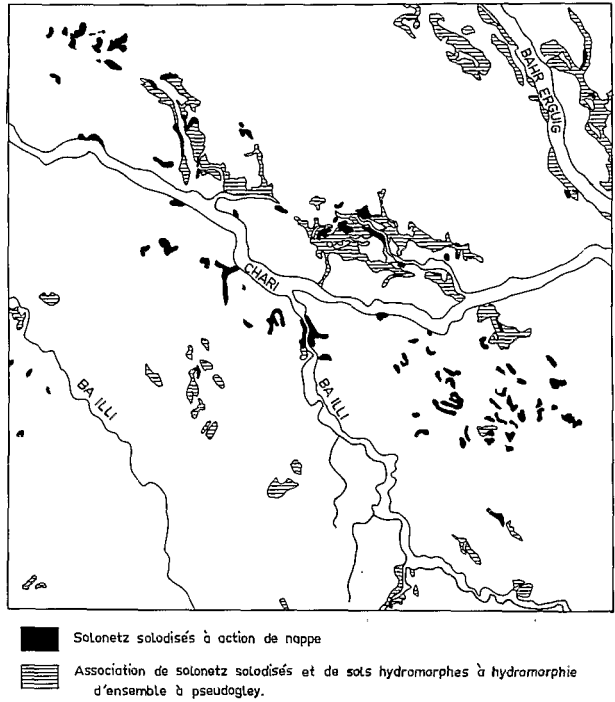 BAHR ERGUIG
CHARI
BA ILLI
BA ILLI
Solonetz solodisés à action de nappe
Association de solonetz solodisés et de sols hydromorphes à hydromorphie
d'ensemble à pseudogley.